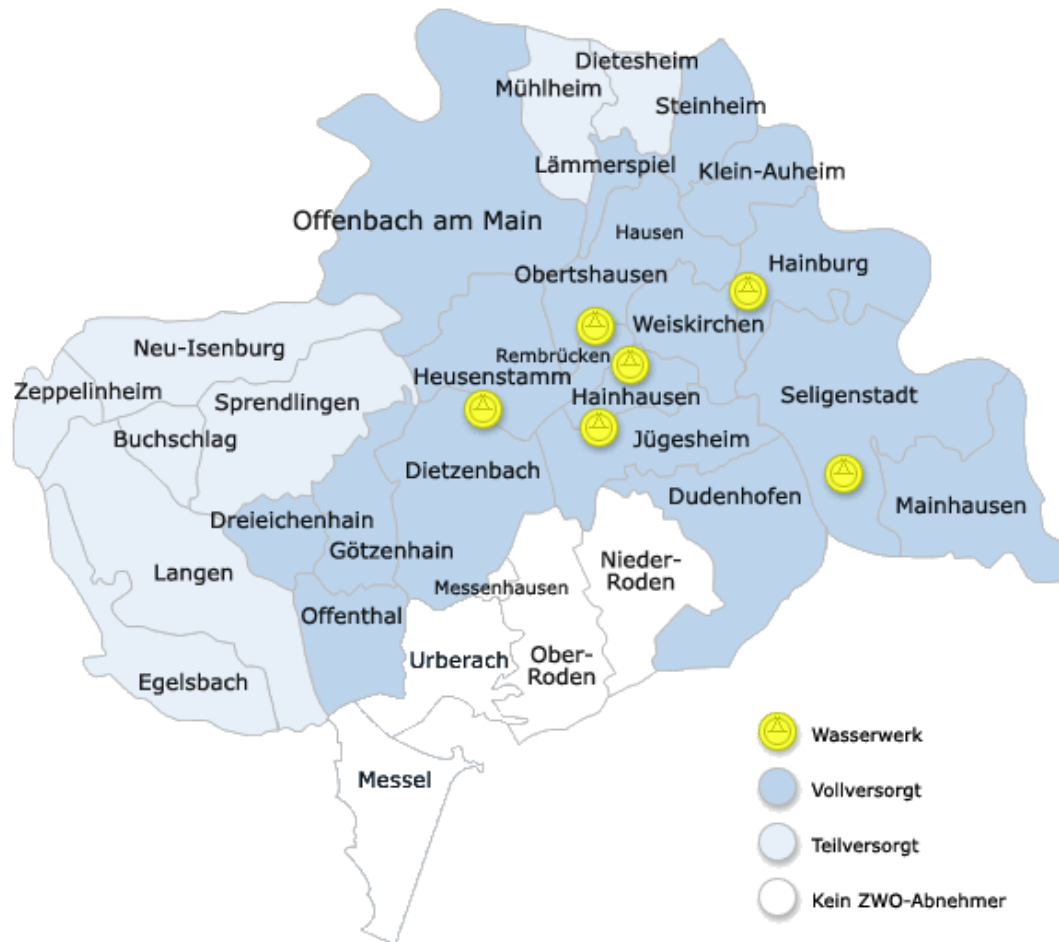 Dietesheim
Mühlheim
Steinheim
Lämmerspiel
Klein-Auheim
Offenbach am Main
Hausen
Hainburg
Obertshausen
Weiskirchen
Neu-Isenburg
Rembrücken
Heusenstamm
Zeppelinheim
Sprendlingen
Hainhausen
Seligenstadt
Buchschlag
Jügesheim
Dietzenbach
Dudenhofen
Mainhausen
Dreieichenhain
Götzenhain
Langen
Nieder-
Roden
Messenhausen
Offenthal
Urberach
Ober-
Roden
Egelsbach
Messel
Wasserwerk
Vollversorgt
Teilversorgt
Kein ZWO-Abnehmer